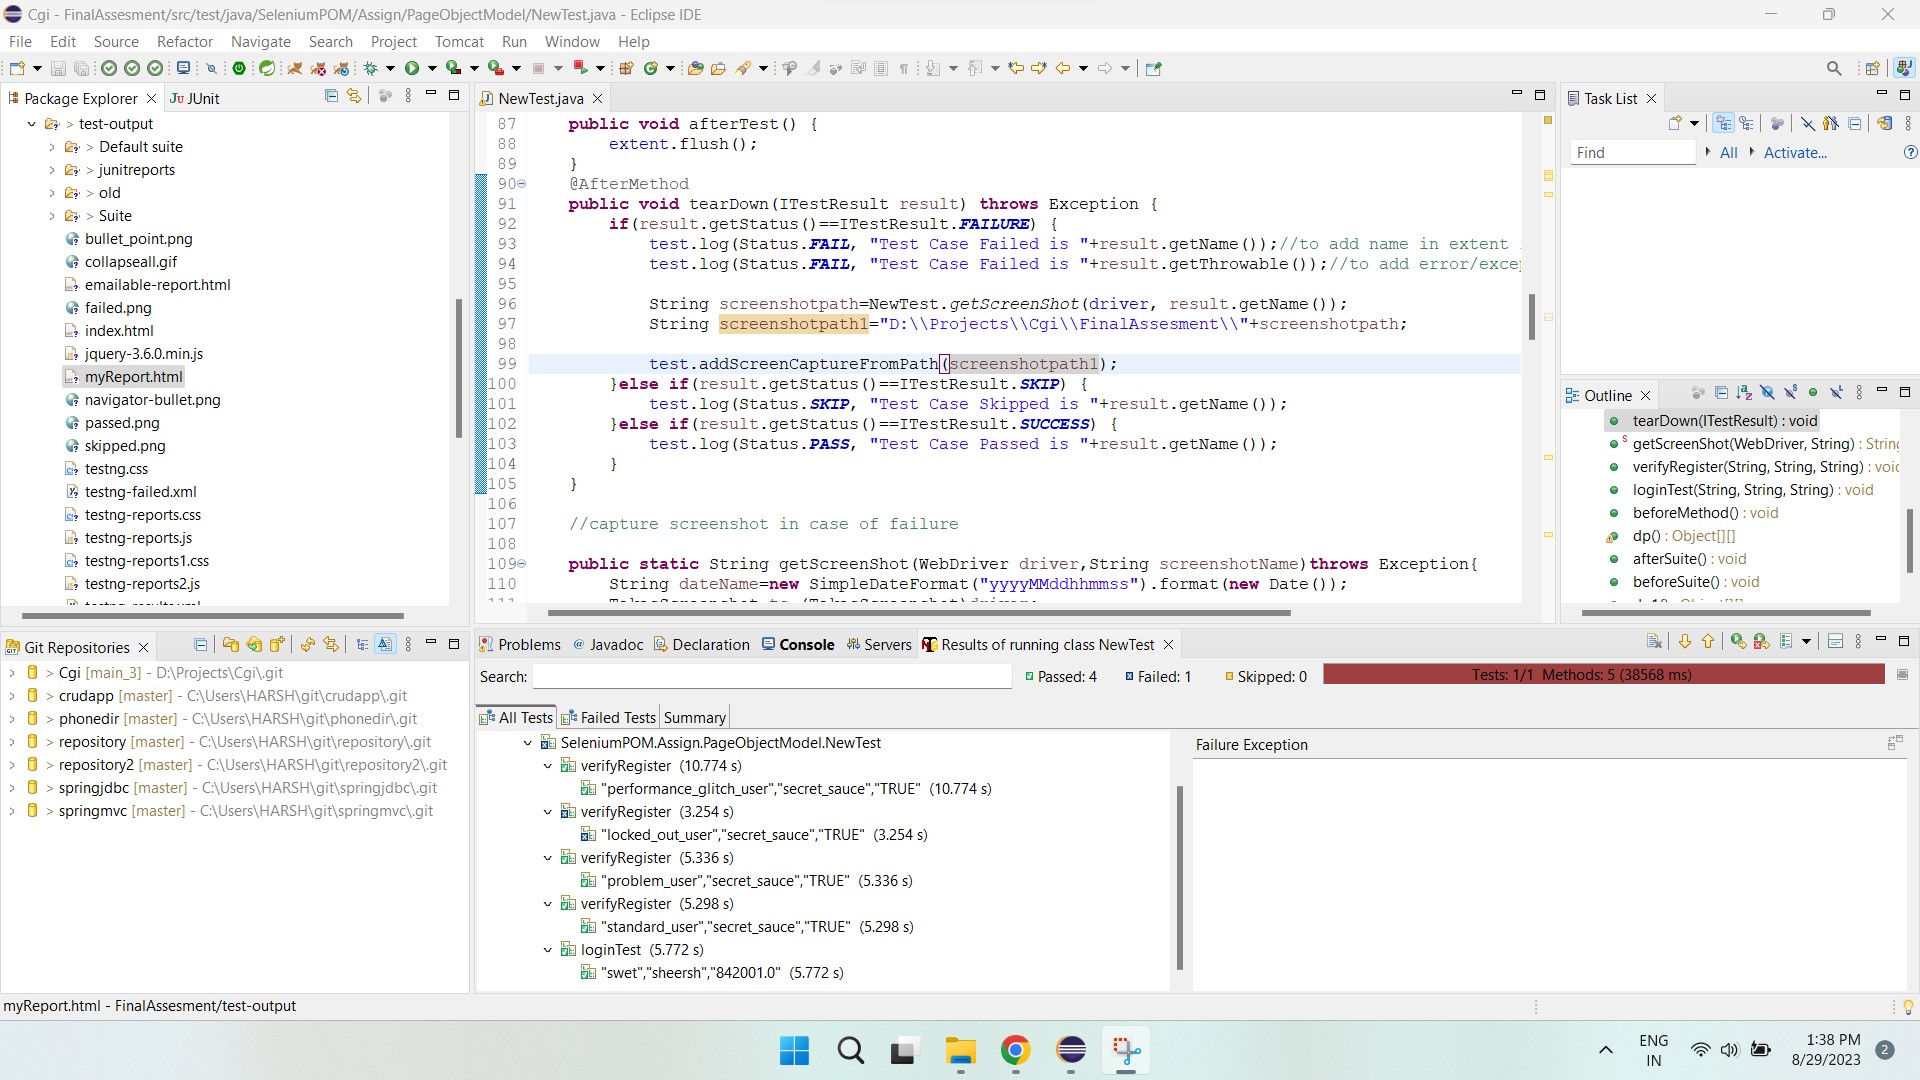 Cgi - FinalAssesment/src/test/java/SeleniumPOM/Assign/PageObjectModel/NewTest.java - Eclipse IDE
File Edit Source Refactor Navigate Search Project Tomcat Run Window Help
Package Explorer JUnit
test-output
> Default suite
> junitreports
> old
> Suite
bullet_point.png
collapseall.gif
emailable-report.html
failed.png
index.html
jquery-3.6.0.min.js
myReport.html
navigator-bullet.png
passed.png
skipped.png
testng.css
testng-failed.xml
testng-reports.css
testng-reports.js
testng-reports1.css
testng-reports2.js
NewTest.java
87 public void afterTest() {
88 extent.flush();
89 }
90 @AfterMethod
91 public void tearDown(ITestResult result) throws Exception {
92 if(result.getStatus()==ITestResult.FAILURE) {
93 test.log(Status.FAIL, "Test Case Failed is "+result.getName());//to add name in extent
94 test.log(Status.FAIL, "Test Case Failed is "+result.getThrowable());//to add error/exce
95
96 String screenshotpath=NewTest.getScreenShot(driver, result.getName());
97 String screenshotpath1="D:\\Projects\\Cgi\\FinalAssesment\\"+screenshotpath;
98
99 test.addScreenCaptureFromPath(screenshotpath1);
100 }else if(result.getStatus()==ITestResult.SKIP) {
101 test.log(Status.SKIP, "Test Case Skipped is "+result.getName());
102 }else if(result.getStatus()==ITestResult.SUCCESS) {
103 test.log(Status.PASS, "Test Case Passed is "+result.getName());
104 }
105 }
106
107 //capture screenshot in case of failure
108
109 public static String getScreenShot(WebDriver driver,String screenshotName)throws Exception{
110 String dateName=new SimpleDateFormat("yyyyMMddhhmmss").format(new Date());
Task List
Find All Activate...
Outline
tearDown(ITestResult) : void
getScreenShot(WebDriver, String) : String
verifyRegister(String, String, String) : void
loginTest(String, String, String) : void
beforeMethod() : void
dp() : Object[][]
afterSuite() : void
beforeSuite() : void
Git Repositories
> Cgi [main_3] - D:\Projects\Cgi\.git
> crudapp [master] - C:\Users\HARSH\git\crudapp\.git
> phonedir [master] - C:\Users\HARSH\git\phonedir\.git
> repository [master] - C:\Users\HARSH\git\repository\.git
> repository2 [master] - C:\Users\HARSH\git\repository2\.git
> springjdbc [master] - C:\Users\HARSH\git\springjdbc\.git
> springmvc [master] - C:\Users\HARSH\git\springmvc\.git
Problems @ Javadoc Declaration Console Servers Results of running class NewTest
Search: Passed: 4 Failed: 1 Skipped: 0 Tests: 1/1 Methods: 5 (38568 ms)
All Tests Failed Tests Summary
SeleniumPOM.Assign.PageObjectModel.NewTest
verifyRegister (10.774 s)
"performance_glitch_user","secret_sauce","TRUE" (10.774 s)
verifyRegister (3.254 s)
"locked_out_user","secret_sauce","TRUE" (3.254 s)
verifyRegister (5.336 s)
"problem_user","secret_sauce","TRUE" (5.336 s)
verifyRegister (5.298 s)
"standard_user","secret_sauce","TRUE" (5.298 s)
loginTest (5.772 s)
"swet","sheersh","842001.0" (5.772 s)
Failure Exception
myReport.html - FinalAssesment/test-output
ENG
IN
1:38 PM
8/29/2023
2